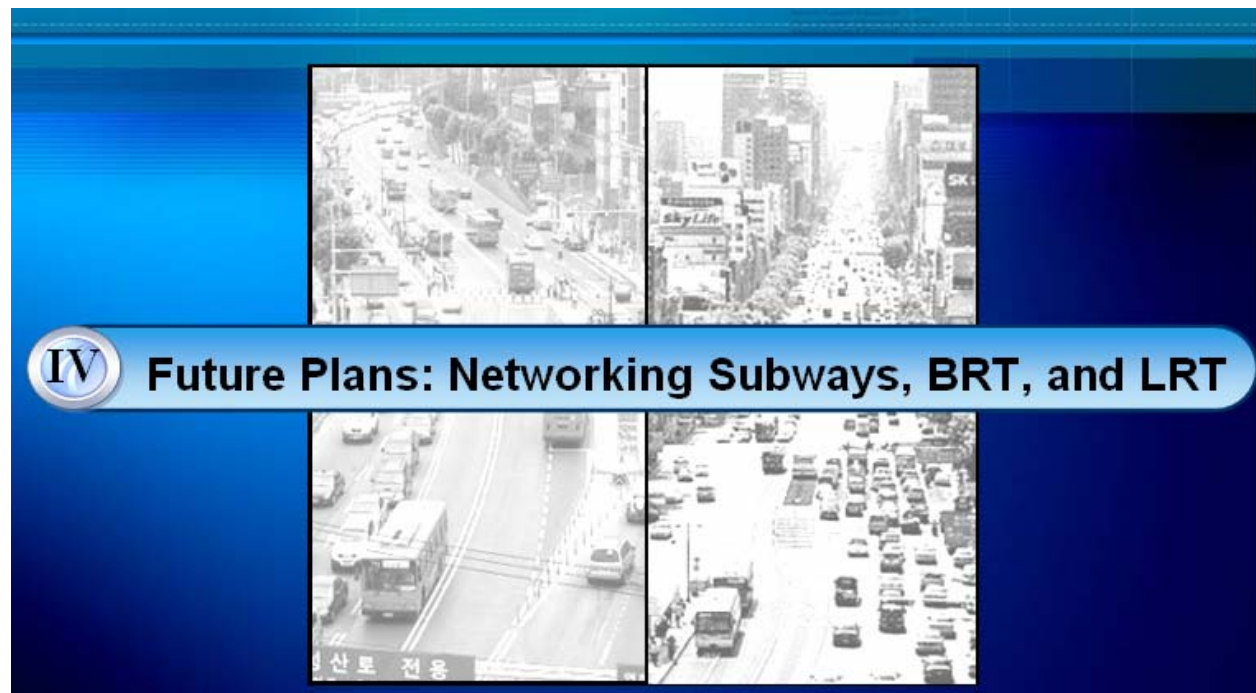 SkyLife
SK
IV
Future Plans: Networking Subways, BRT, and LRT
산로 전용